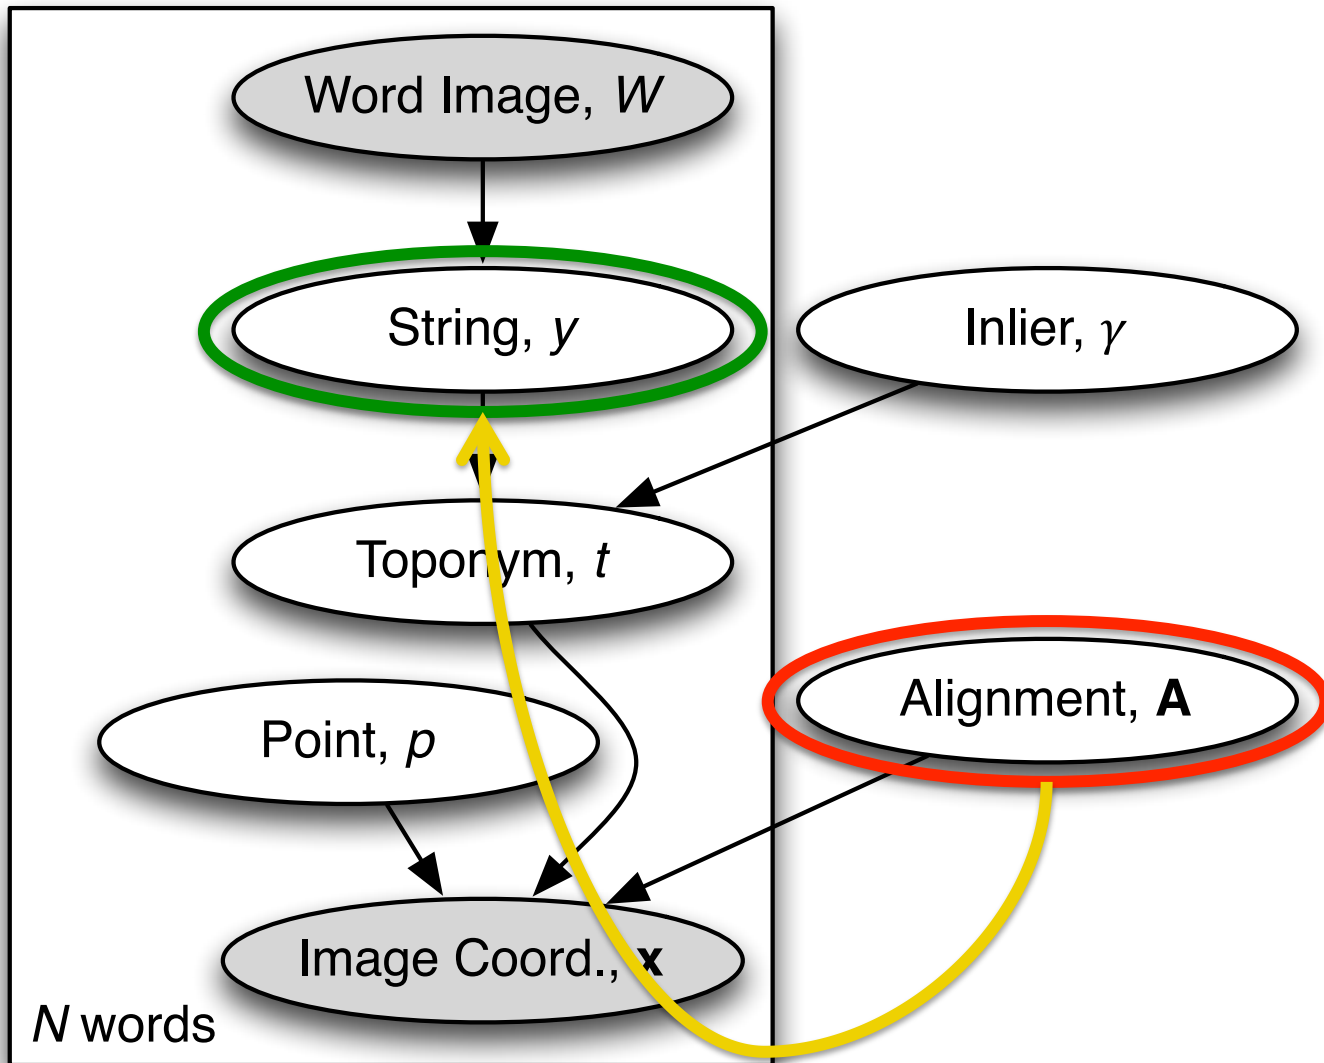 Word Image, W
String, y
Inlier, γ
Toponym, t
Alignment, A
Point, p
Image Coord., x
N words